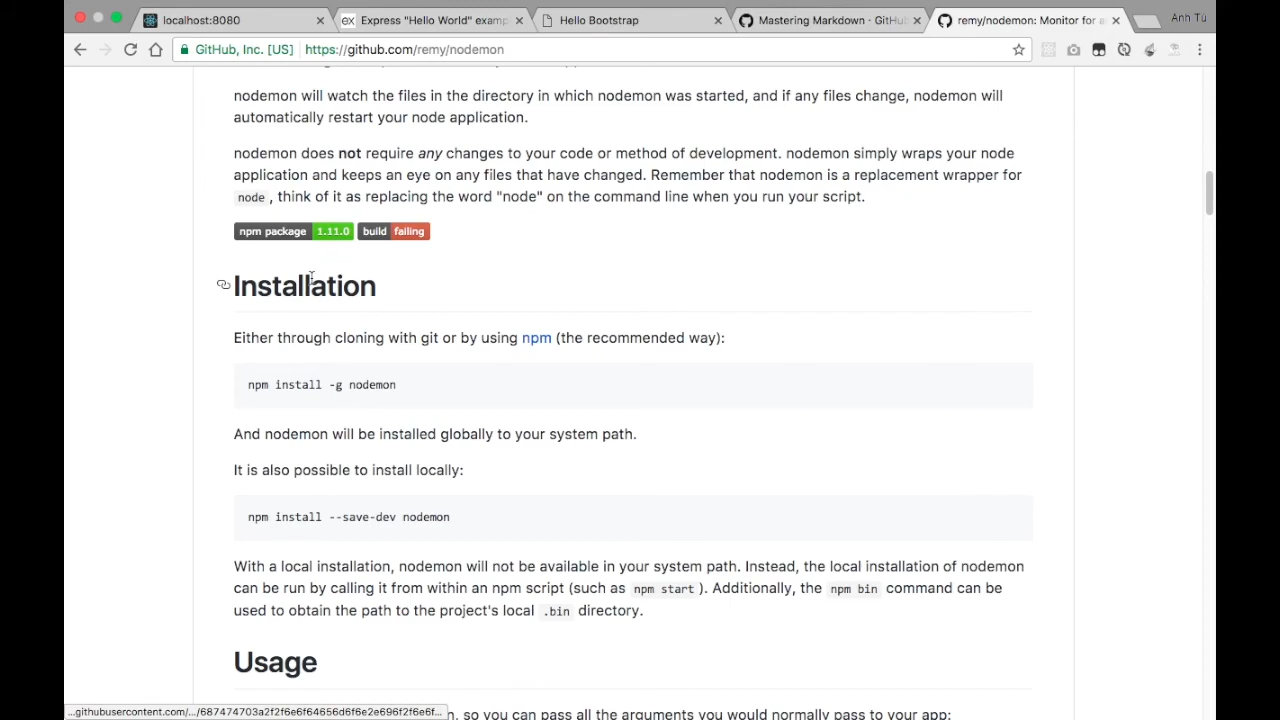 localhost:8080
Express "Hello World" examp
Hello Bootstrap
Mastering Markdown · GitHub
remy/nodemon: Monitor for a
Anh Tú
GitHub, Inc. [US]
https://github.com/remy/nodemon
nodemon will watch the files in the directory in which nodemon was started, and if any files change, nodemon will
automatically restart your node application.
nodemon does not require any changes to your code or method of development. nodemon simply wraps your node
application and keeps an eye on any files that have changed. Remember that nodemon is a replacement wrapper for
node, think of it as replacing the word "node" on the command line when you run your script.
npm package 1.11.0 build failing
Installation
Either through cloning with git or by using npm (the recommended way):
npm install -g nodemon
And nodemon will be installed globally to your system path.
It is also possible to install locally:
npm install --save-dev nodemon
With a local installation, nodemon will not be available in your system path. Instead, the local installation of nodemon
can be run by calling it from within an npm script (such as npm start). Additionally, the npm bin command can be
used to obtain the path to the project's local .bin directory.
Usage
n, so you can pass all the arguments you would normally pass to your app: